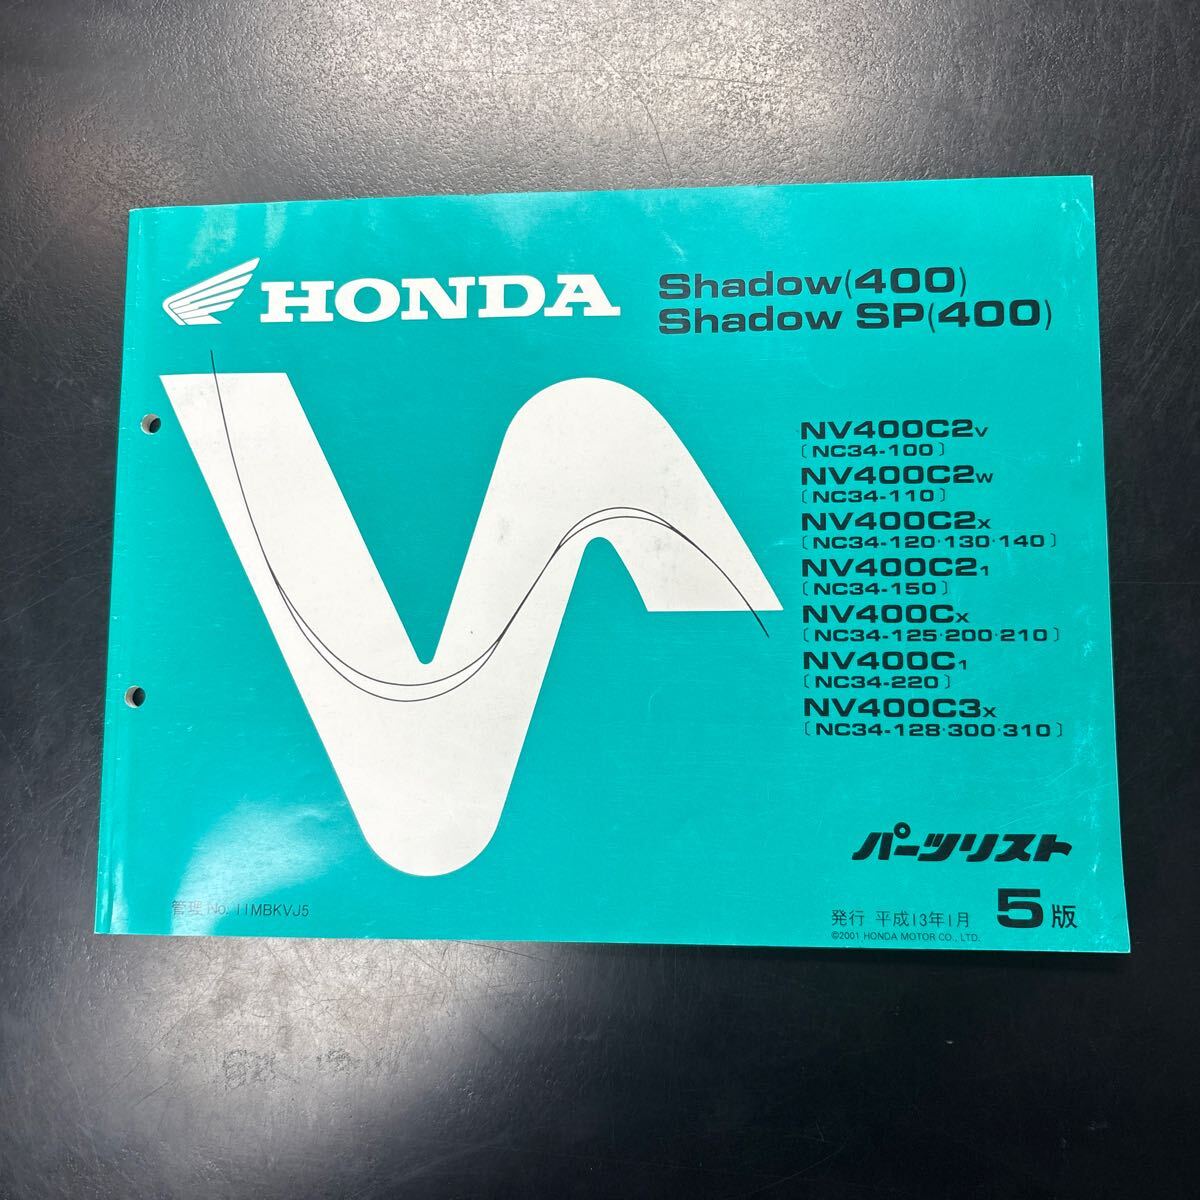 HONDA
Shadow(400)
Shadow SP(400)
NV400C2V
〔NC34-100〕
NV400C2W
〔NC34-110〕
NV400C2X
〔NC34-120·130·140〕
NV400C21
〔NC34-150〕
NV400CX
〔NC34-125·200·210〕
NV400C1
〔NC34-220〕
NV400C3X
〔NC34-128·300·310〕
パーツリスト
管理 No. 11MBKVJ5
発行 平成13年1月 5版
©2001 HONDA MOTOR CO., LTD.